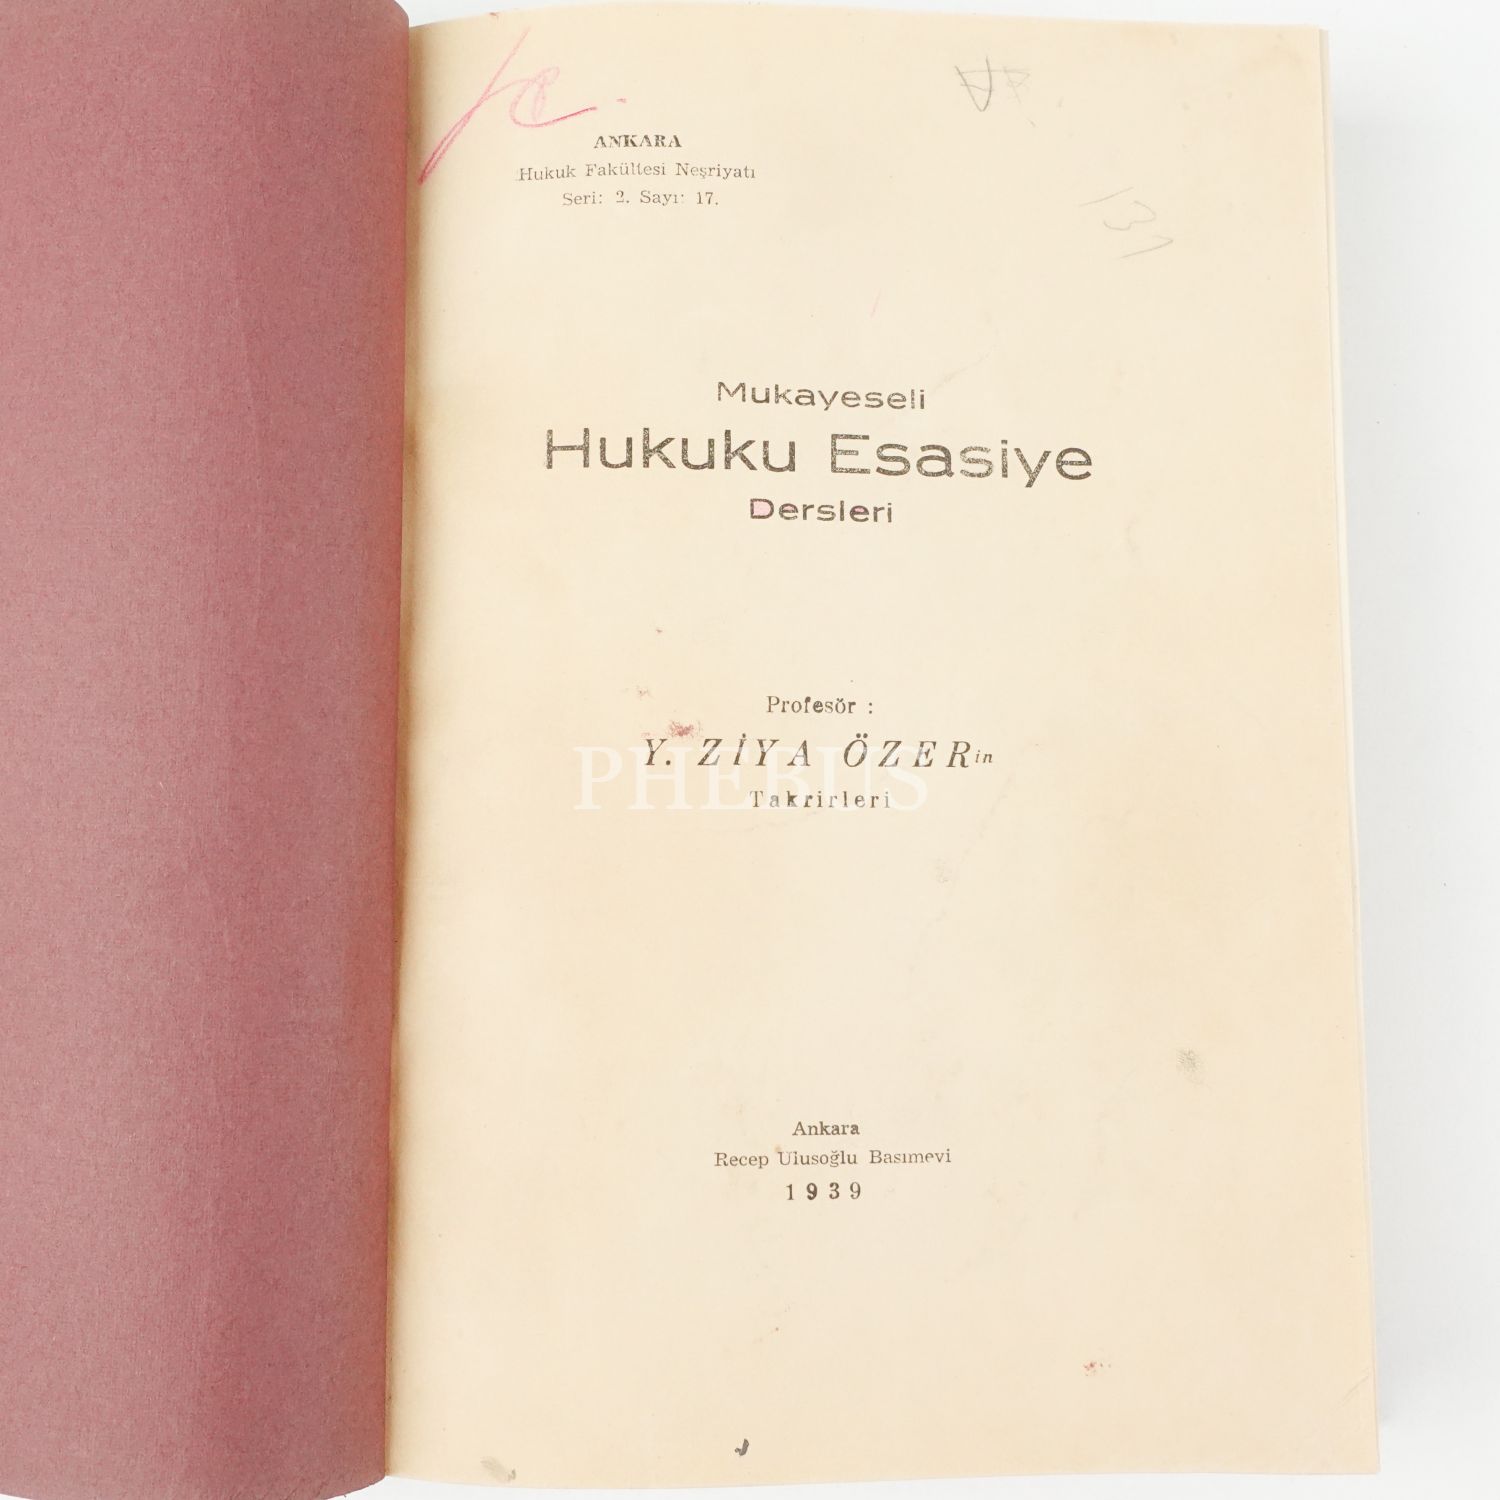 ANKARA
Hukuk Fakültesi Neşriyatı
Seri: 2. Sayı: 17.
Mukayeseli
Hukuku Esasiye
Dersleri
Profesör :
Y. ZİYA ÖZERin
Takrirleri
PHEBUS
Ankara
Recep Ulusoğlu Basımevi
1939